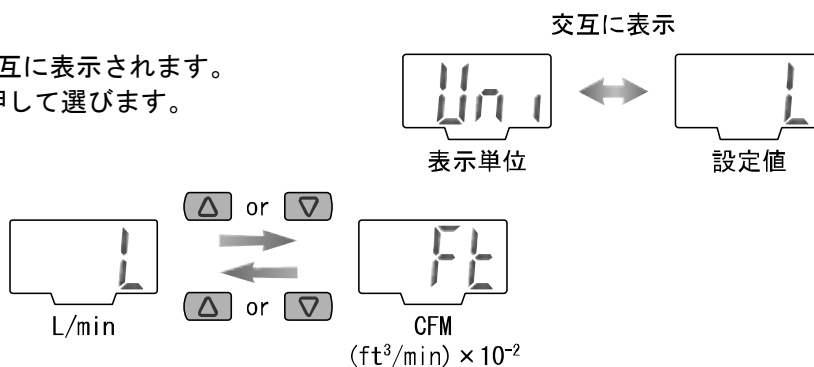 交互に表示
互に表示されます。
押して選びます。
Uni
L
表示単位
設定値
△ or ▽
L
Ft
△ or ▽
L/min
CFM
(ft³/min)×10⁻²